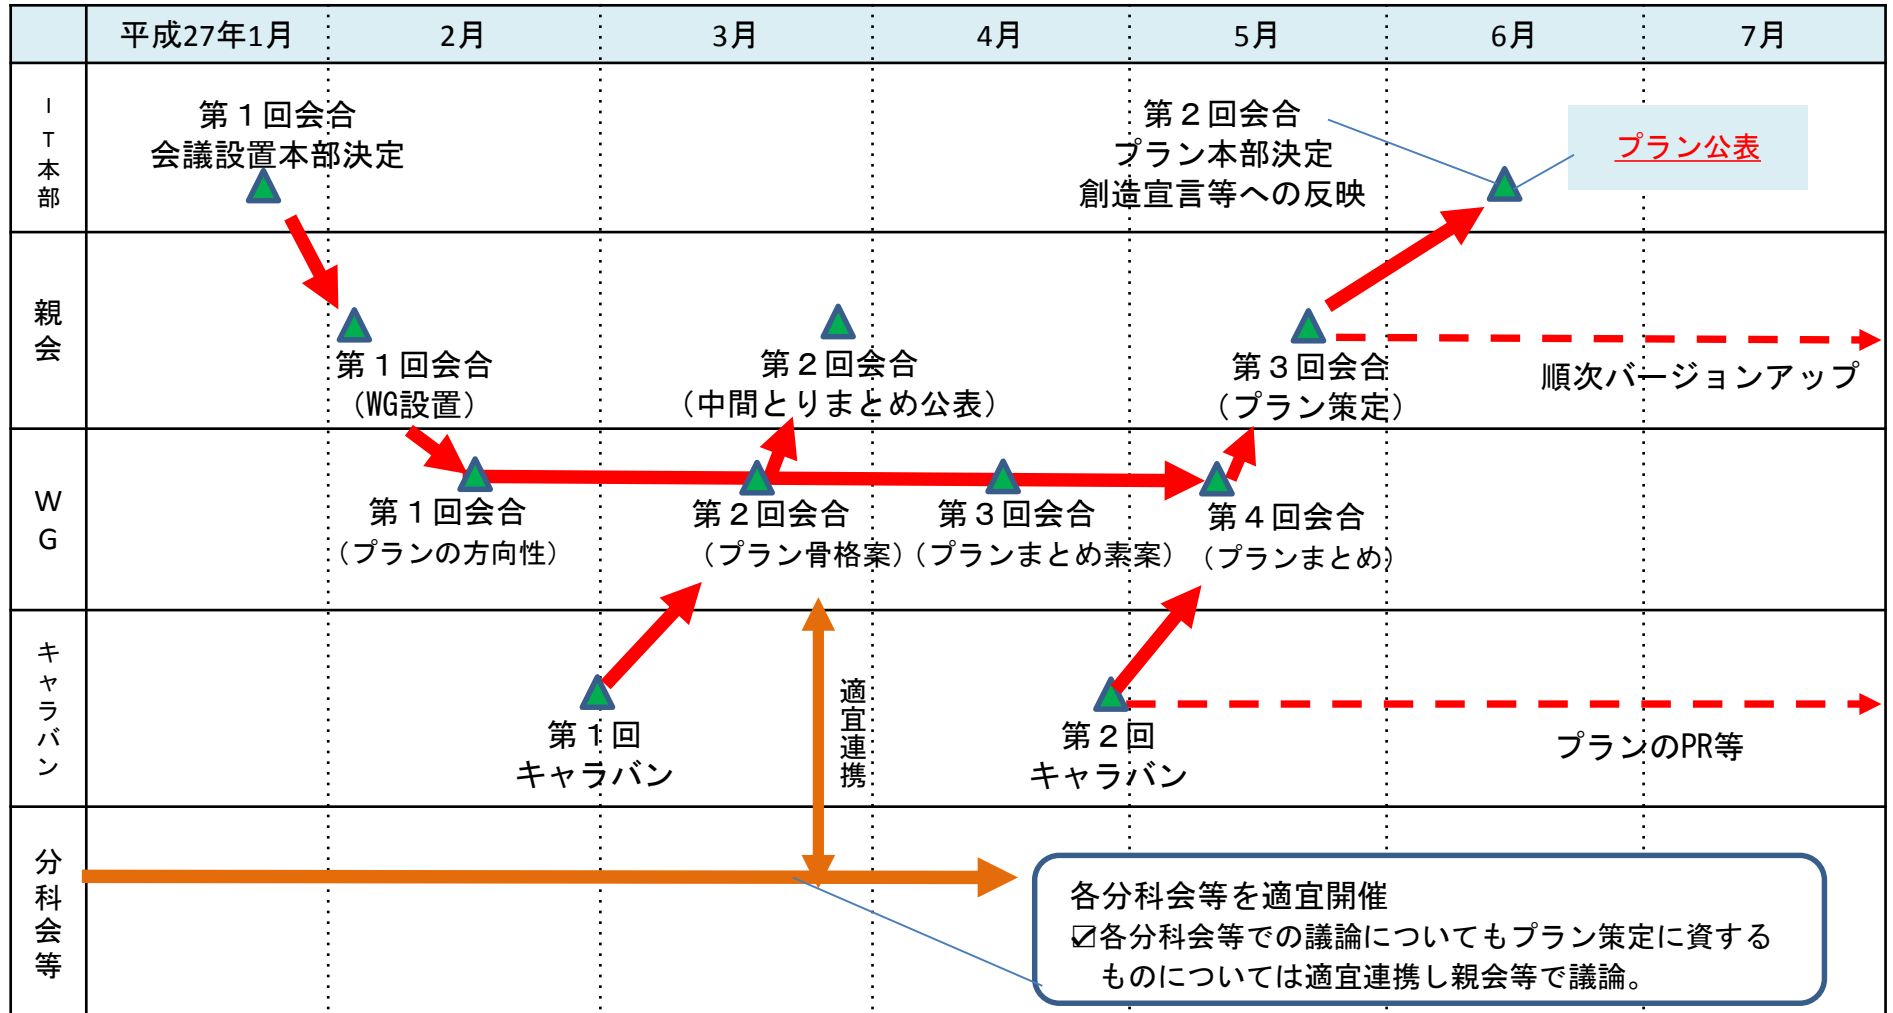 平成27年1月
2月
3月
4月
5月
6月
7月
IT本部
第１回会合
会議設置本部決定
第２回会合
プラン本部決定
創造宣言等への反映
プラン公表
親会
第１回会合
（WG設置）
第２回会合
（中間とりまとめ公表）
第３回会合
（プラン策定）
順次バージョンアップ
WG
第１回会合
（プランの方向性）
第２回会合
（プラン骨格案）
第３回会合
（プランまとめ素案）
第４回会合
（プランまとめ）
キャラバン
第１回
キャラバン
適宜連携
第２回
キャラバン
プランのPR等
分科会等
各分科会等を適宜開催
☑各分科会等での議論についてもプラン策定に資する
ものについては適宜連携し親会等で議論。